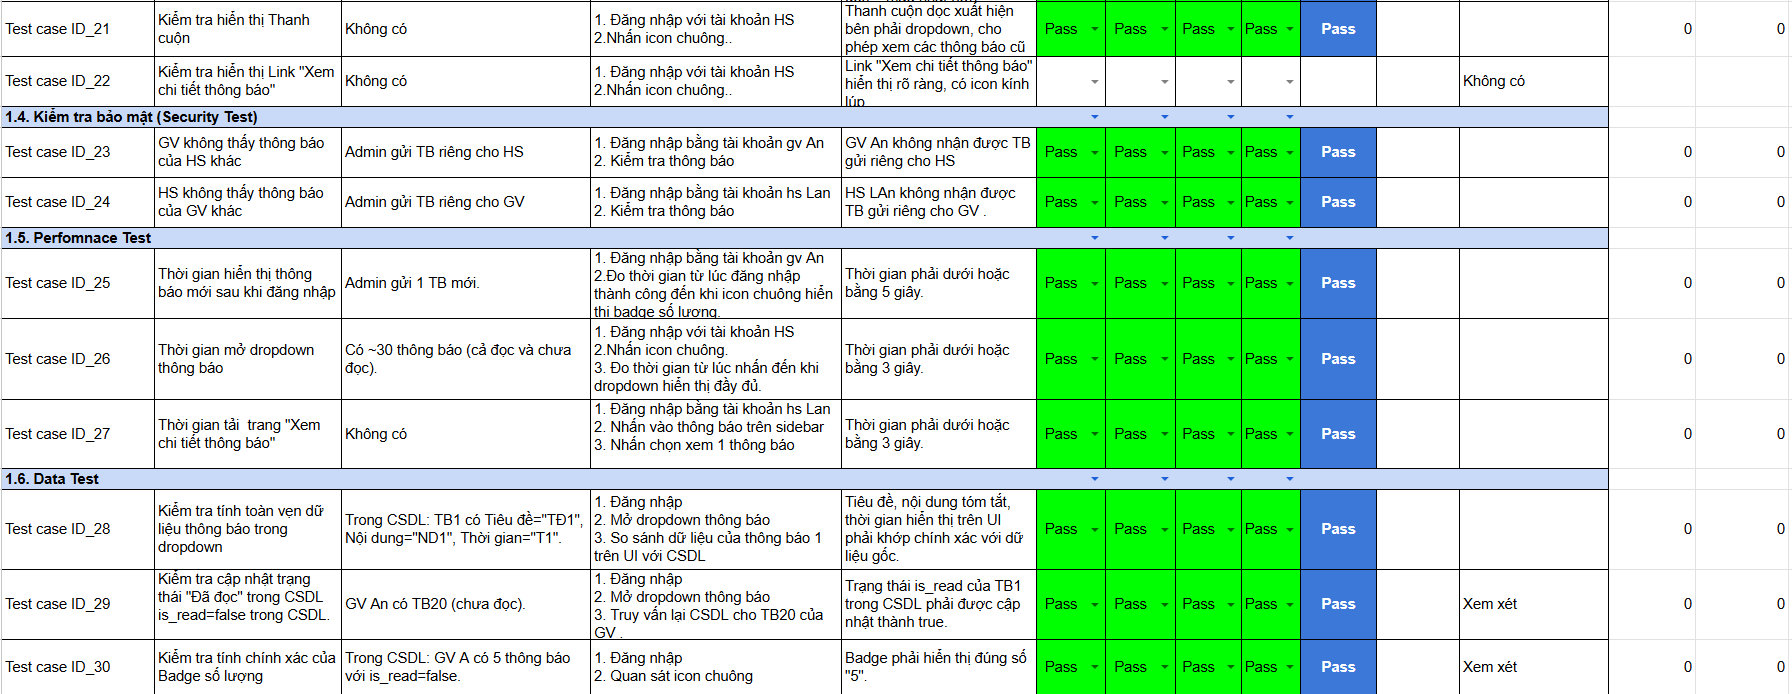 Test case ID_21
Kiểm tra hiển thị Thanh
cuộn
Không có
1. Đăng nhập với tài khoản HS
2.Nhấn icon chuông..
Thanh cuộn dọc xuất hiện
bên phải dropdown, cho
phép xem các thông báo cũ
Pass Pass Pass Pass Pass
0 0
Test case ID_22
Kiểm tra hiển thị Link "Xem
chi tiết thông báo"
Không có
1. Đăng nhập với tài khoản HS
2.Nhấn icon chuông..
Link "Xem chi tiết thông báo"
hiển thị rõ ràng, có icon kính
lúp
Không có
0 0
1.4. Kiểm tra bảo mật (Security Test)
Test case ID_23
GV không thấy thông báo
của HS khác
Admin gửi TB riêng cho HS
1. Đăng nhập bằng tài khoản gv An
2. Kiểm tra thông báo
GV An không nhận được TB
gửi riêng cho HS
Pass Pass Pass Pass Pass
0 0
Test case ID_24
HS không thấy thông báo
của GV khác
Admin gửi TB riêng cho GV
1. Đăng nhập bằng tài khoản hs Lan
2. Kiểm tra thông báo
HS LAn không nhận được
TB gửi riêng cho GV .
Pass Pass Pass Pass Pass
0 0
1.5. Perfomnace Test
Test case ID_25
Thời gian hiển thị thông
báo mới sau khi đăng nhập
Admin gửi 1 TB mới.
1. Đăng nhập bằng tài khoản gv An
2.Đo thời gian từ lúc đăng nhập
thành công đến khi icon chuông hiển
thị badge số lượng.
Thời gian phải dưới hoặc
bằng 5 giây.
Pass Pass Pass Pass Pass
0 0
Test case ID_26
Thời gian mở dropdown
thông báo
Có ~30 thông báo (cả đọc và chưa
đọc).
1. Đăng nhập với tài khoản HS
2.Nhấn icon chuông.
3. Đo thời gian từ lúc nhấn đến khi
dropdown hiển thị đầy đủ.
Thời gian phải dưới hoặc
bằng 3 giây.
Pass Pass Pass Pass Pass
0 0
Test case ID_27
Thời gian tải  trang "Xem
chi tiết thông báo"
Không có
1. Đăng nhập bằng tài khoản hs Lan
2. Nhấn vào thông báo trên sidebar
3. Nhấn chọn xem 1 thông báo
Thời gian phải dưới hoặc
bằng 3 giây.
Pass Pass Pass Pass Pass
0 0
1.6. Data Test
Test case ID_28
Kiểm tra tính toàn vẹn dữ
liệu thông báo trong
dropdown
Trong CSDL: TB1 có Tiêu đề="TĐ1",
Nội dung="ND1", Thời gian="T1".
1. Đăng nhập
2. Mở dropdown thông báo
3. So sánh dữ liệu của thông báo 1
trên UI với CSDL
Tiêu đề, nội dung tóm tắt,
thời gian hiển thị trên UI
phải khớp chính xác với dữ
liệu gốc.
Pass Pass Pass Pass Pass
0 0
Test case ID_29
Kiểm tra cập nhật trạng
thái "Đã đọc" trong CSDL
is_read=false trong CSDL.
GV An có TB20 (chưa đọc).
1. Đăng nhập
2. Mở dropdown thông báo
3. Truy vấn lại CSDL cho TB20 của
GV .
Trạng thái is_read của TB1
trong CSDL phải được cập
nhật thành true.
Pass Pass Pass Pass Pass
Xem xét
0 0
Test case ID_30
Kiểm tra tính chính xác của
Badge số lượng
Trong CSDL: GV A có 5 thông báo
với is_read=false.
1. Đăng nhập
2. Quan sát icon chuông
Badge phải hiển thị đúng số
"5".
Pass Pass Pass Pass Pass
Xem xét
0 0